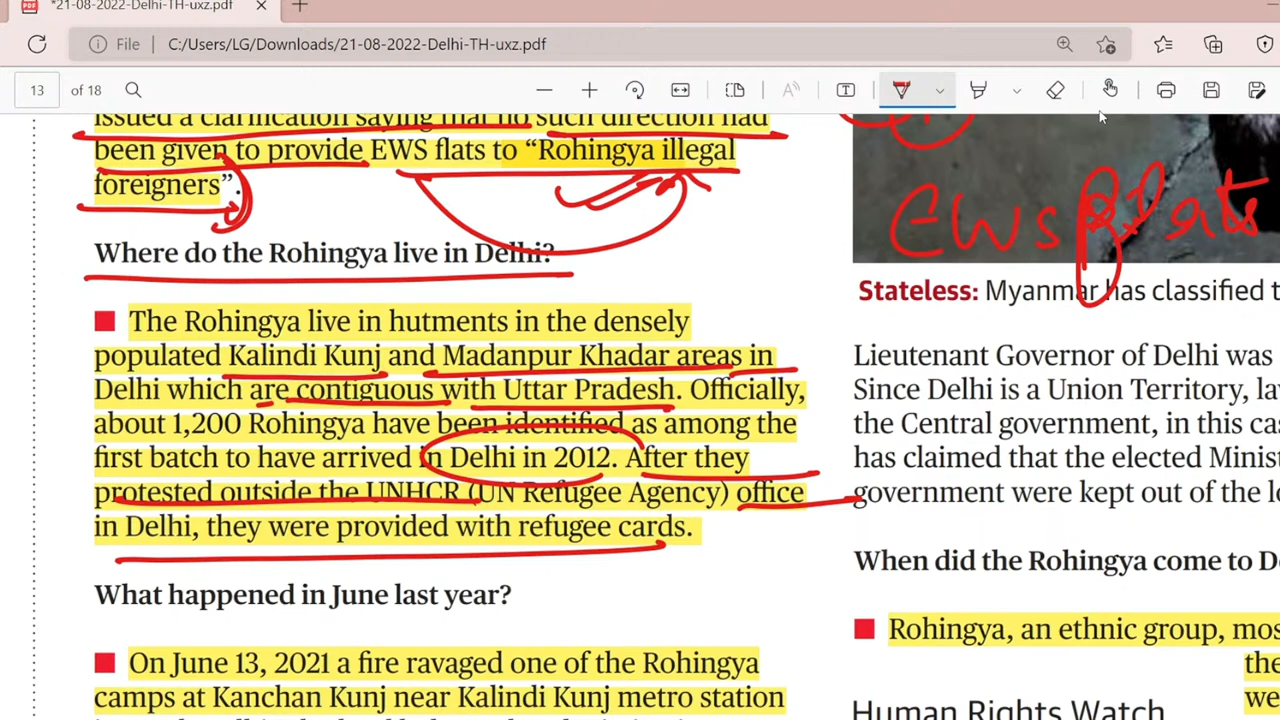 *21-08-2022-Delhi-TH-uxz.pdf
File
C:/Users/LG/Downloads/21-08-2022-Delhi-TH-uxz.pdf
13 of 18
issued a clarification saying that no such direction had
been given to provide EWS flats to “Rohingya illegal
foreigners”.
Where do the Rohingya live in Delhi?
The Rohingya live in hutments in the densely
populated Kalindi Kunj and Madanpur Khadar areas in
Delhi which are contiguous with Uttar Pradesh. Officially,
about 1,200 Rohingya have been identified as among the
first batch to have arrived in Delhi in 2012. After they
protested outside the UNHCR (UN Refugee Agency) office
in Delhi, they were provided with refugee cards.
What happened in June last year?
On June 13, 2021 a fire ravaged one of the Rohingya
camps at Kanchan Kunj near Kalindi Kunj metro station
EWS
Stateless: Myanmar has classified t
Lieutenant Governor of Delhi was
Since Delhi is a Union Territory, la
the Central government, in this cas
has claimed that the elected Minist
government were kept out of the lo
When did the Rohingya come to De
Rohingya, an ethnic group, mos
the
we
Human Rights Watch